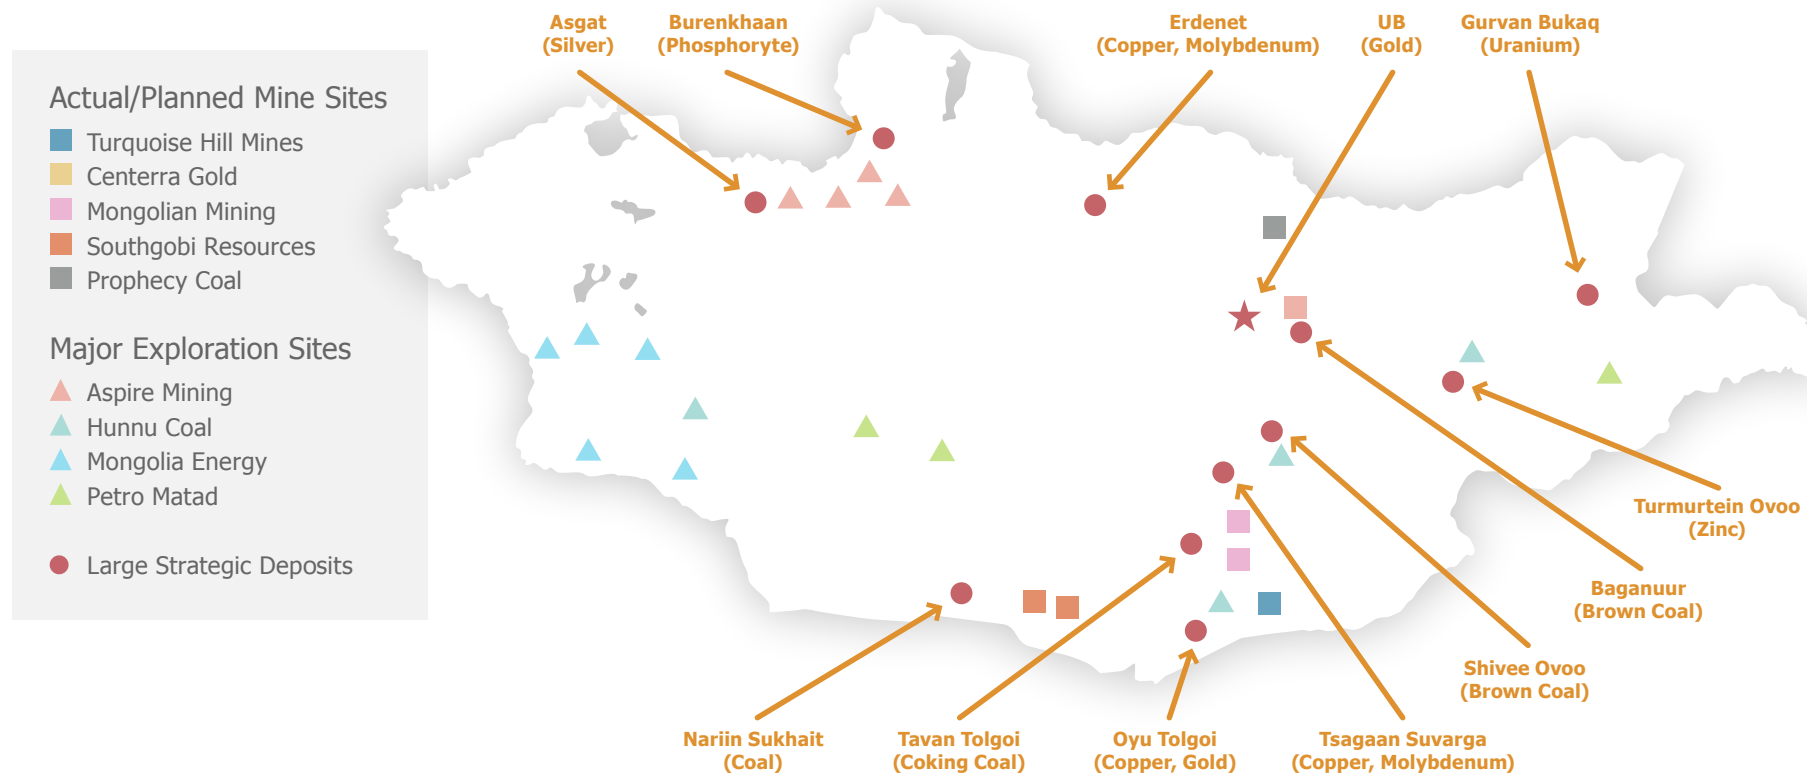 Asgat
(Silver)
Burenkhaan
(Phosphoryte)
Erdenet
(Copper, Molybdenum)
UB
(Gold)
Gurvan Bukaq
(Uranium)
Actual/Planned Mine Sites
Turquoise Hill Mines
Centerra Gold
Mongolian Mining
Southgobi Resources
Prophecy Coal
Major Exploration Sites
Aspire Mining
Hunnu Coal
Mongolia Energy
Petro Matad
Large Strategic Deposits
Turmurtein Ovoo
(Zinc)
Baganuur
(Brown Coal)
Shivee Ovoo
(Brown Coal)
Nariin Sukhait
(Coal)
Tavan Tolgoi
(Coking Coal)
Oyu Tolgoi
(Copper, Gold)
Tsagaan Suvarga
(Copper, Molybdenum)